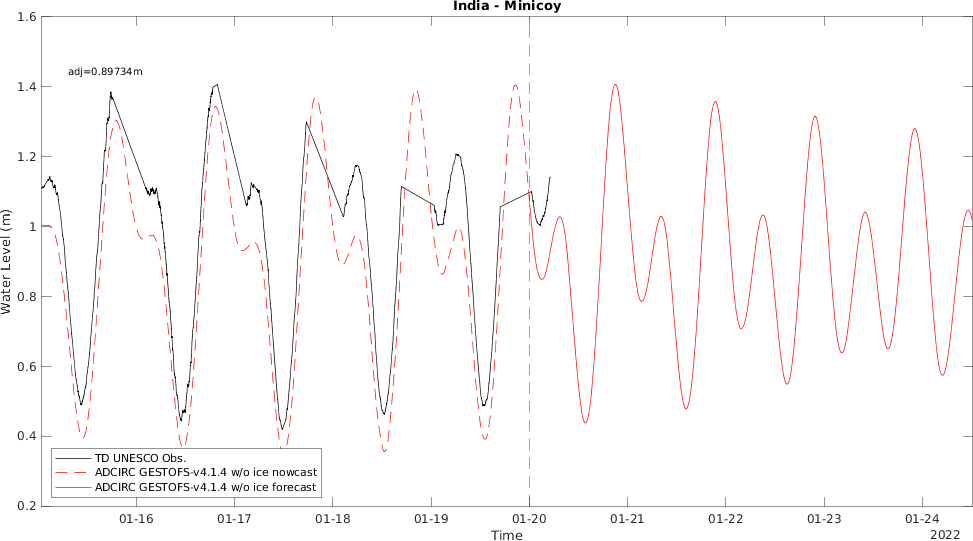 India - Minicoy
1.6
1.4
1.2
1
0.8
0.6
0.4
0.2
Water Level (m)
adj=0.89734m
TD UNESCO Obs.
ADCIRC GESTOFS-v4.1.4 w/o ice nowcast
ADCIRC GESTOFS-v4.1.4 w/o ice forecast
01-16 01-17 01-18 01-19 01-20 01-21 01-22 01-23 01-24
Time
2022